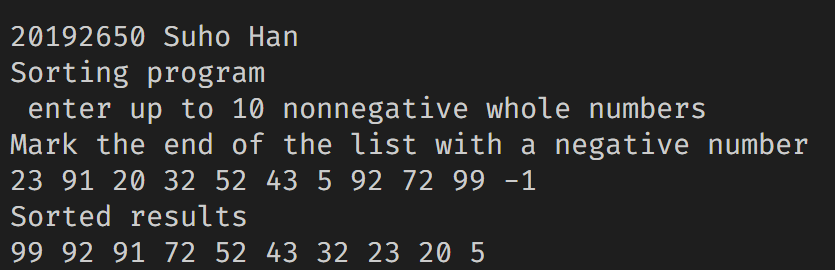 20192650 Suho Han
Sorting program
 enter up to 10 nonnegative whole numbers
Mark the end of the list with a negative number
23 91 20 32 52 43 5 92 72 99 -1
Sorted results
99 92 91 72 52 43 32 23 20 5